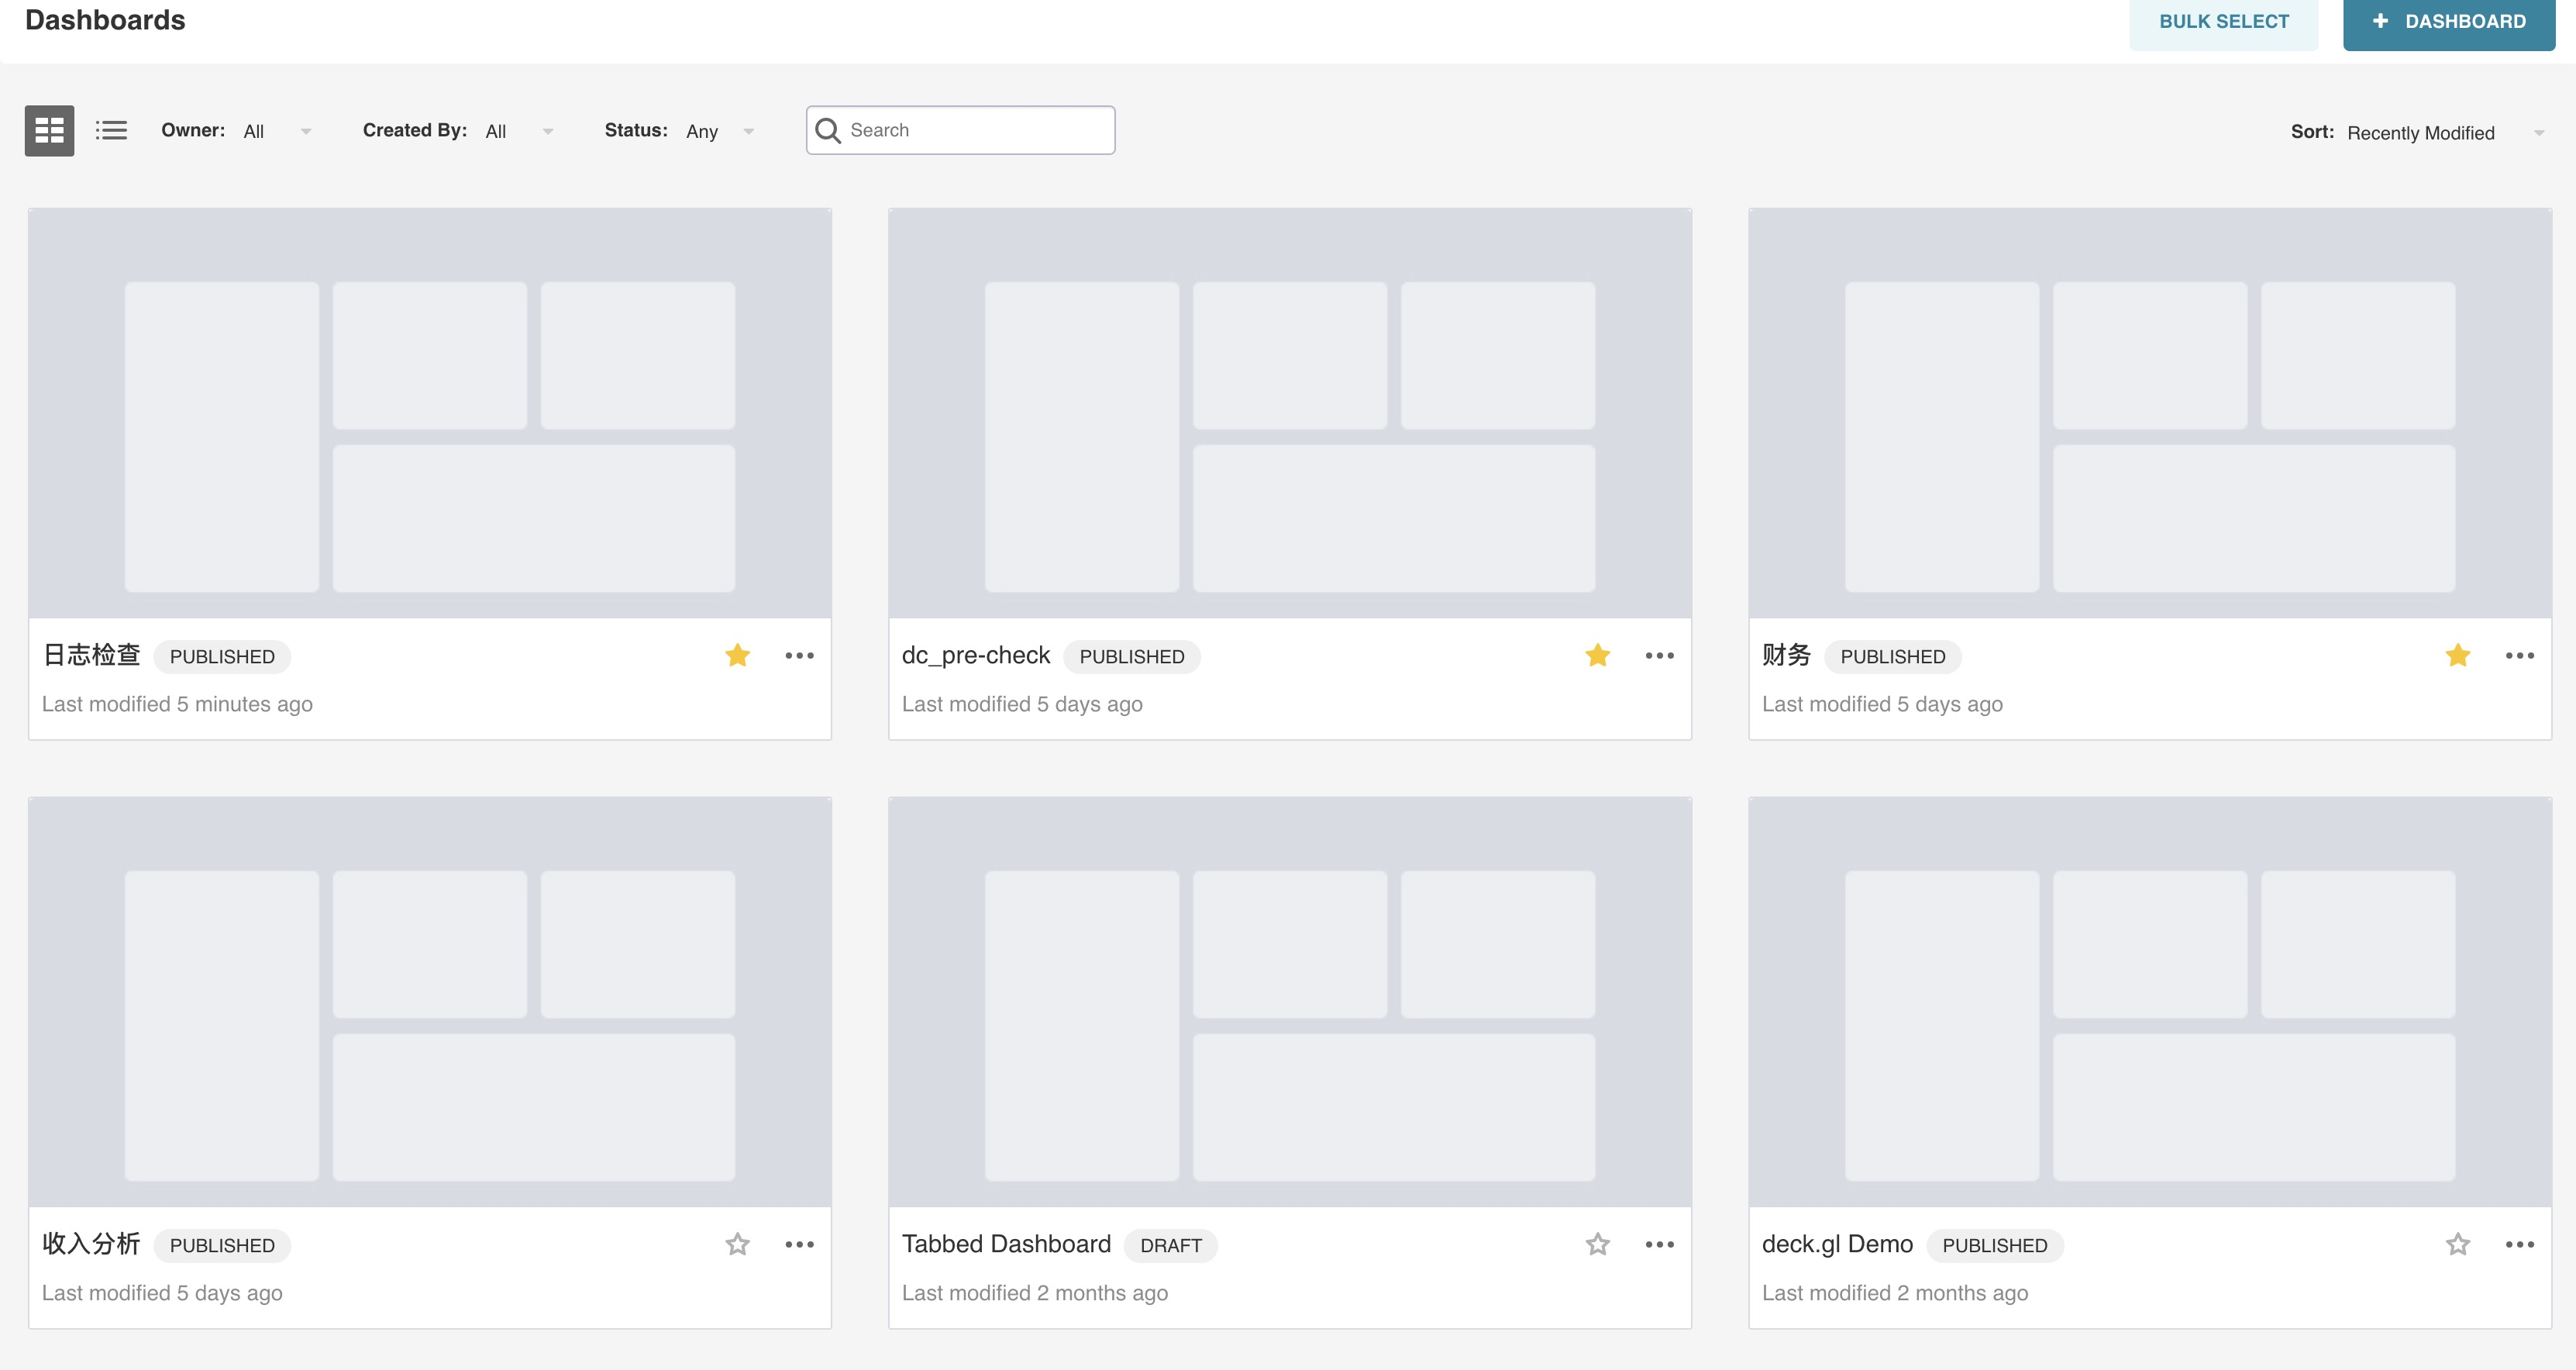 Dashboards
BULK SELECT
+ DASHBOARD
Owner: All
Created By: All
Status: Any
Search
Sort: Recently Modified
日志检查 PUBLISHED
Last modified 5 minutes ago
dc_pre-check PUBLISHED
Last modified 5 days ago
财务 PUBLISHED
Last modified 5 days ago
收入分析 PUBLISHED
Last modified 5 days ago
Tabbed Dashboard DRAFT
Last modified 2 months ago
deck.gl Demo PUBLISHED
Last modified 2 months ago